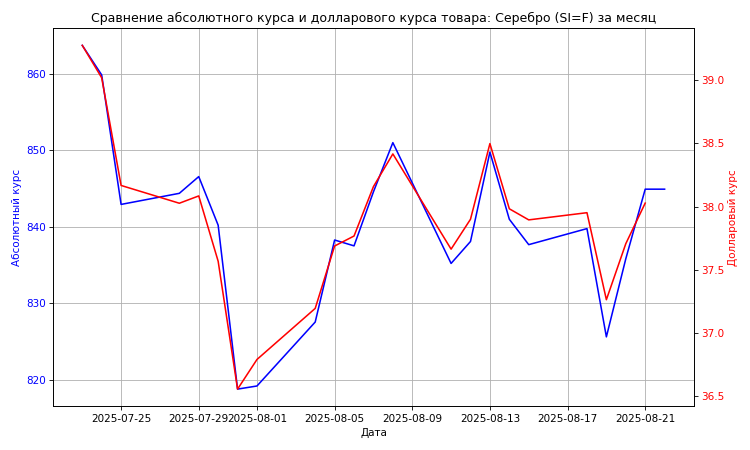 Сравнение абсолютного курса и долларового курса товара: Серебро (SI=F) за месяц
860
850
840
830
820
Абсолютный курс
39.0
38.5
38.0
37.5
37.0
36.5
Долларовый курс
2025-07-25 2025-07-29 2025-08-01 2025-08-05 2025-08-09 2025-08-13 2025-08-17 2025-08-21
Дата